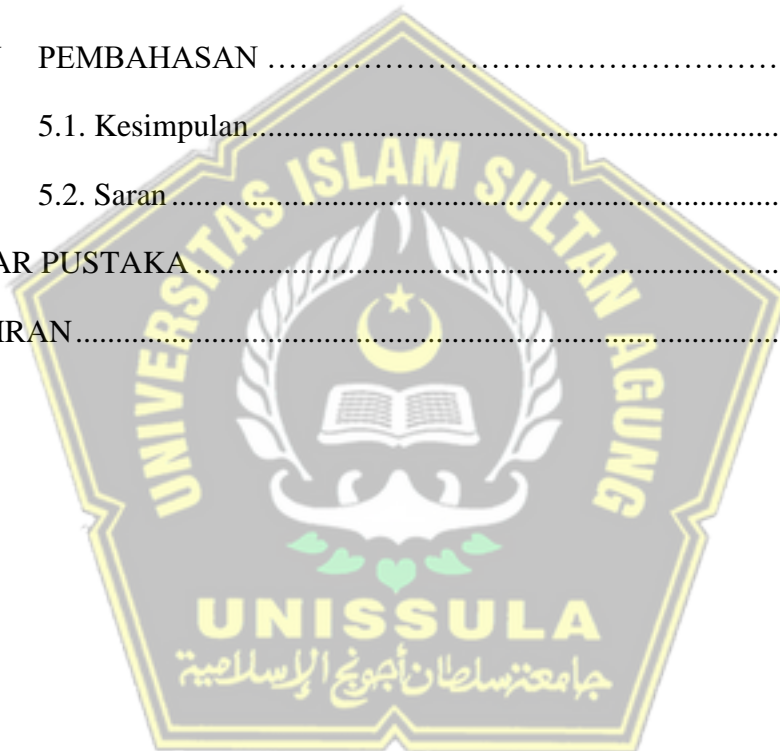 PEMBAHASAN ……………………………………………
5.1. Kesimpulan........................................................................
5.2. Saran..................................................................................
AR PUSTAKA ..............................................................................
IRAN.............................................................................................
UNIVERSITAS ISLAM SULTAN AGUNG
UNISSULA
جامعة سلطان أجونج الإسلامية